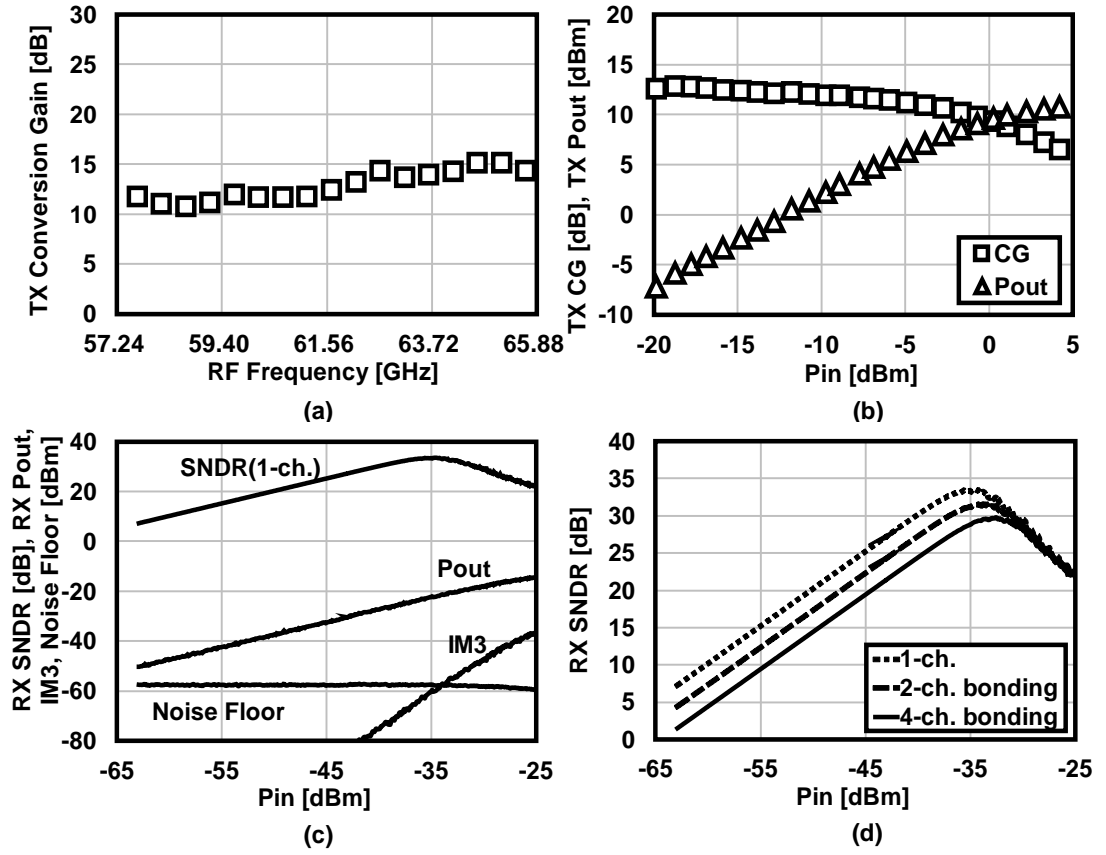 TX Conversion Gain [dB]
30
25
20
15
10
5
0
57.24 59.40 61.56 63.72 65.88
RF Frequency [GHz]
(a)
TX CG [dB], TX Pout [dBm]
20
15
10
5
0
-5
-10
CG
Pout
-20 -15 -10 -5 0 5
Pin [dBm]
(b)
RX SNDR [dB], RX Pout,
IM3, Noise Floor [dBm]
40
20
0
-20
-40
-60
-80
SNDR(1-ch.)
Pout
IM3
Noise Floor
-65 -55 -45 -35 -25
Pin [dBm]
(c)
RX SNDR [dB]
40
35
30
25
20
15
10
5
0
1-ch.
2-ch. bonding
4-ch. bonding
-65 -55 -45 -35 -25
Pin [dBm]
(d)